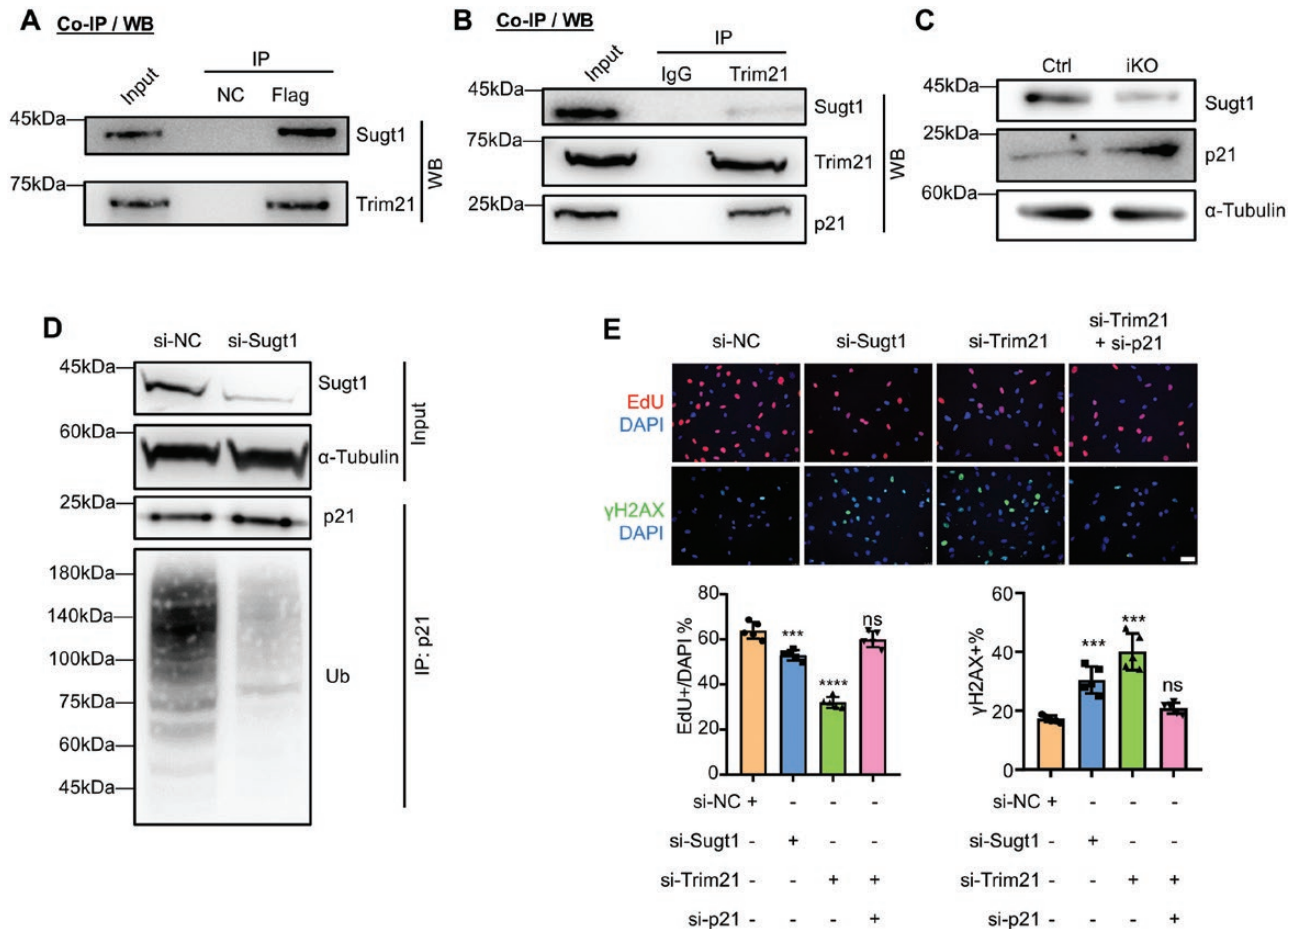 A Co-IP / WB
Input
IP
NC Flag
45kDa
Sugt1
75kDa
Trim21
WB
B Co-IP / WB
Input
IP
IgG Trim21
45kDa
Sugt1
75kDa
Trim21
25kDa
p21
WB
C
Ctrl iKO
45kDa
Sugt1
25kDa
p21
60kDa
α-Tubulin
D
si-NC si-Sugt1
45kDa
Sugt1
60kDa
α-Tubulin
Input
25kDa
p21
180kDa
140kDa
100kDa
75kDa
60kDa
45kDa
Ub
IP: p21
E
si-NC si-Sugt1 si-Trim21 si-Trim21
+ si-p21
EdU
DAPI
γH2AX
DAPI
EdU+/DAPI %
80
60
40
20
0
*** **** ns
si-NC + - - -
si-Sugt1 - + - -
si-Trim21 - - + +
si-p21 - - - +
γH2AX+%
60
40
20
0
*** *** ns
si-NC + - - -
si-Sugt1 - + - -
si-Trim21 - - + +
si-p21 - - - +